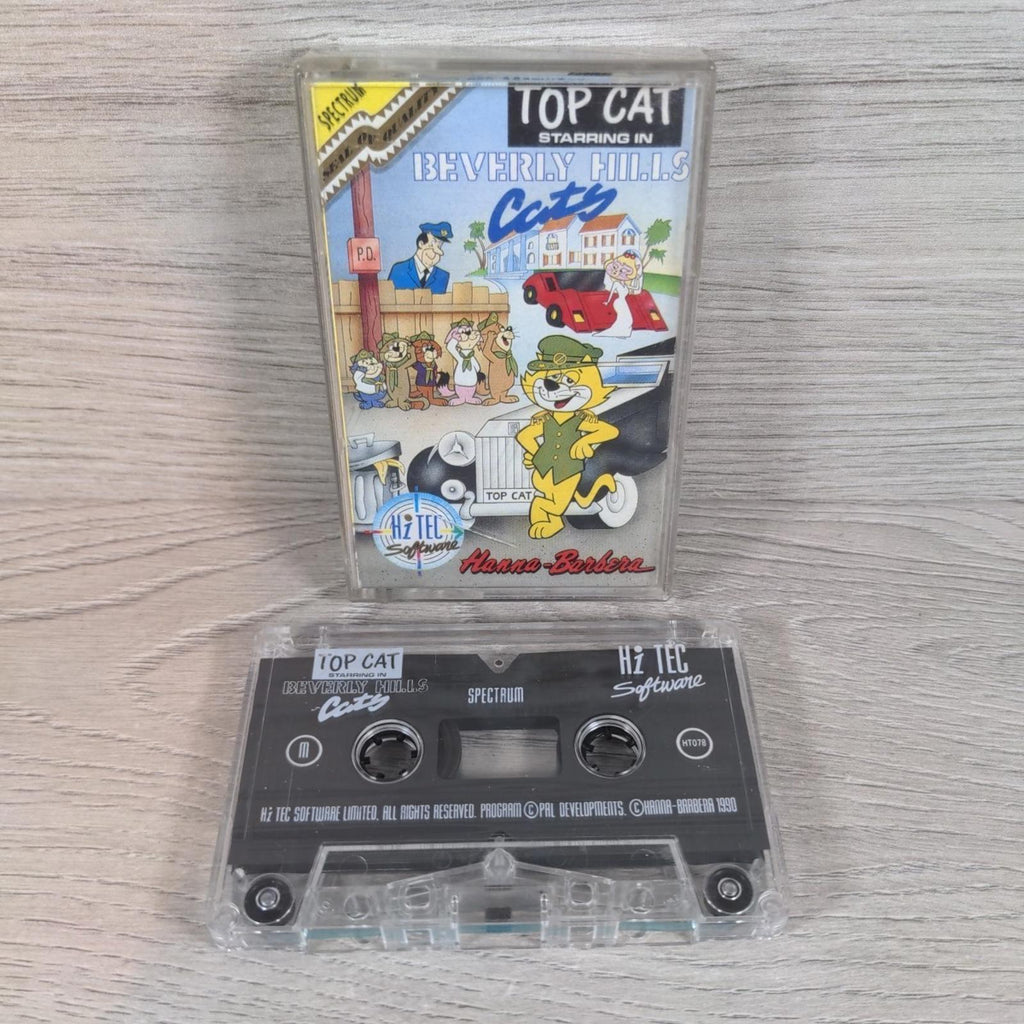 SPECTRUM
SEAL OF QUALITY
TOP CAT
STARRING IN
BEVERLY HILLS
Cats
P.D.
TOP CAT
Hi TEC
Software
Hanna-Barbera
TOP CAT
STARRING IN
BEVERLY HILLS
Cats
SPECTRUM
Hi TEC
Software
HT078
Hi TEC SOFTWARE LIMITED. ALL RIGHTS RESERVED. PROGRAM © PAL DEVELOPMENTS. © HANNA-BARBERA 1990